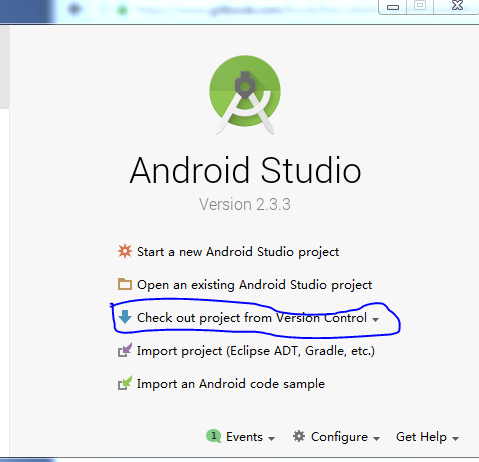 Android Studio
Version 2.3.3
Start a new Android Studio project
Open an existing Android Studio project
Check out project from Version Control
Import project (Eclipse ADT, Gradle, etc.)
Import an Android code sample
1 Events Configure Get Help